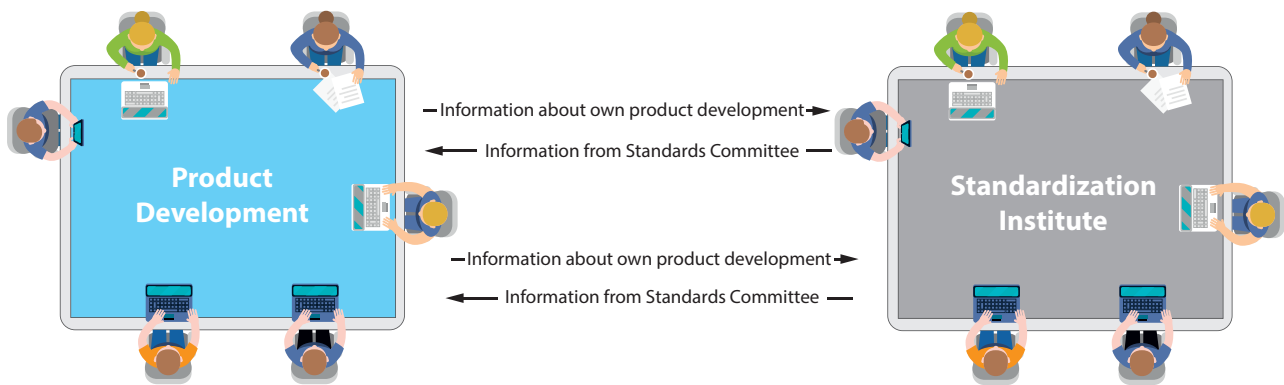 Information about own product development
Information from Standards Committee
Product
Development
Standardization
Institute
Information about own product development
Information from Standards Committee